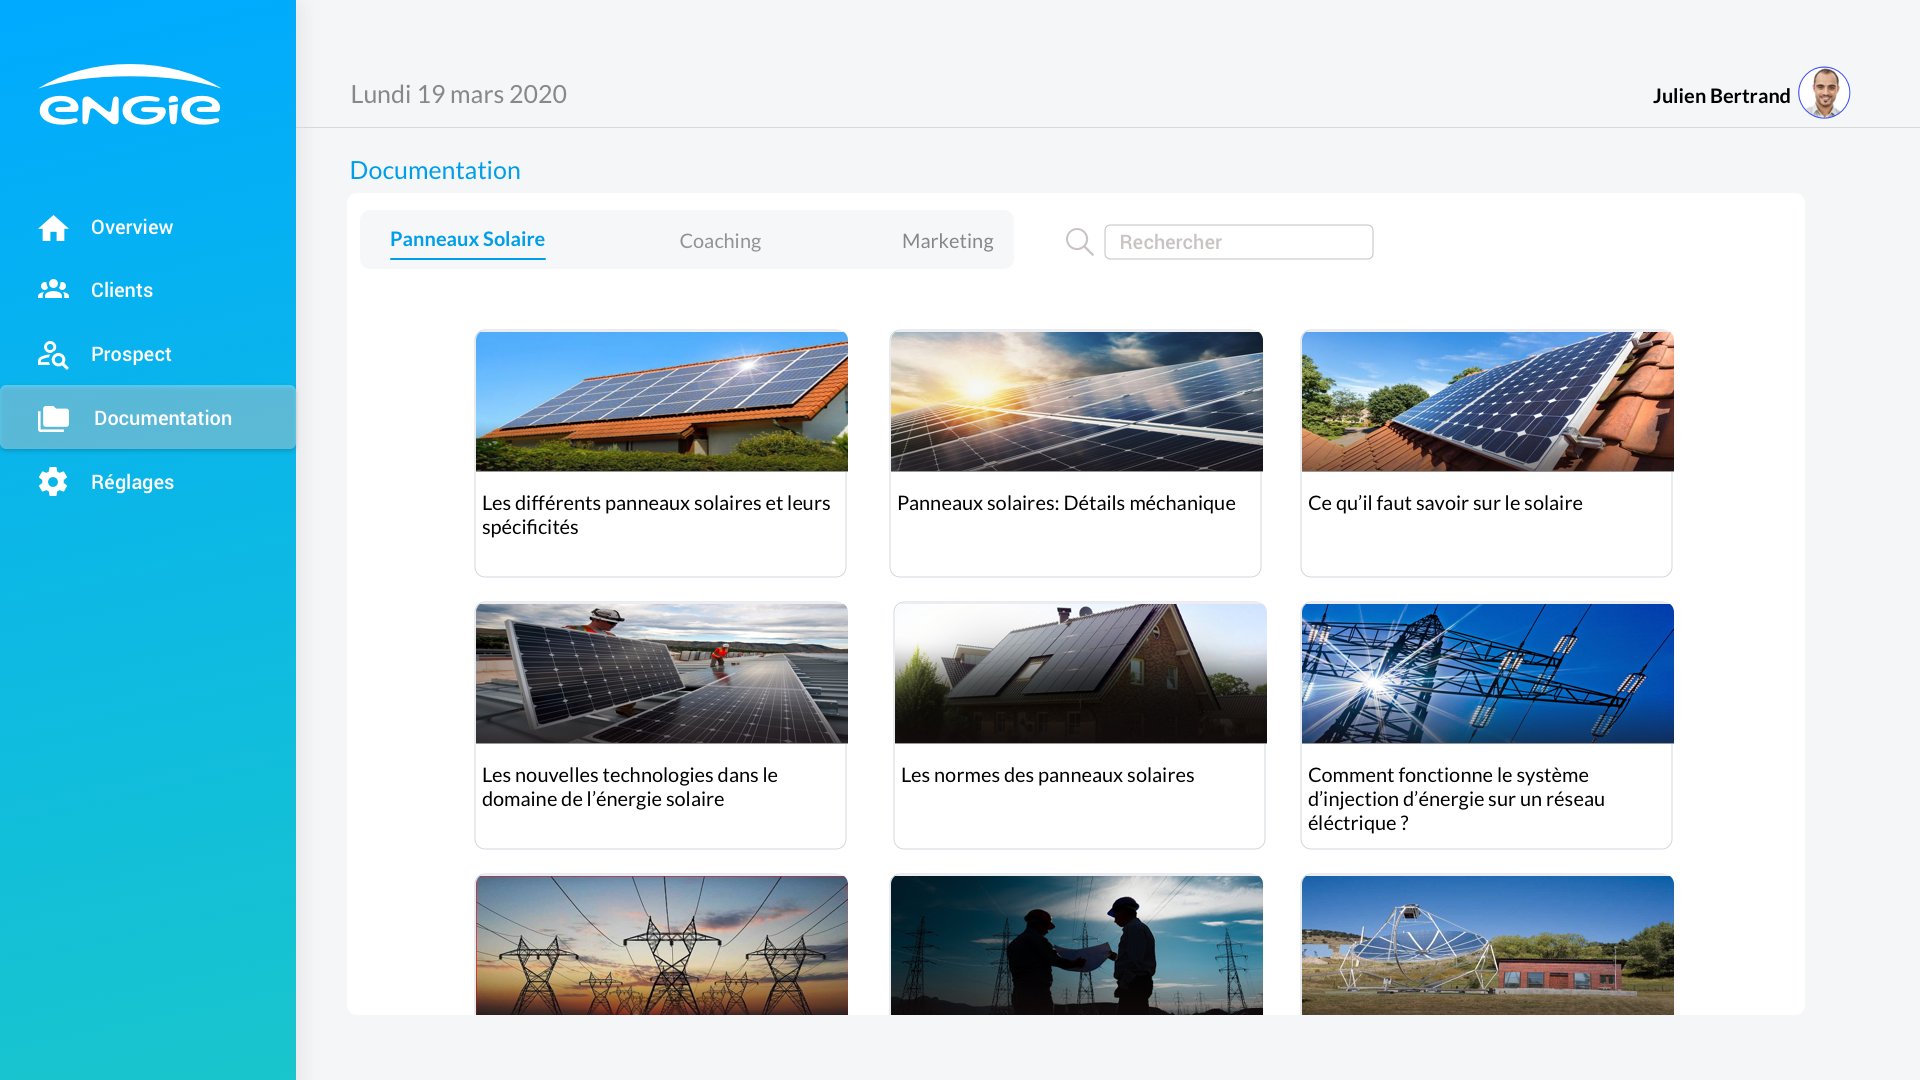 ENGIE
Lundi 19 mars 2020
Julien Bertrand
Overview
Clients
Prospect
Documentation
Réglages
Documentation
Panneaux Solaire
Coaching
Marketing
Rechercher
Les différents panneaux solaires et leurs
spécificités
Panneaux solaires: Détails méchanique
Ce qu’il faut savoir sur le solaire
Les nouvelles technologies dans le
domaine de l’énergie solaire
Les normes des panneaux solaires
Comment fonctionne le système
d’injection d’énergie sur un réseau
éléctrique ?